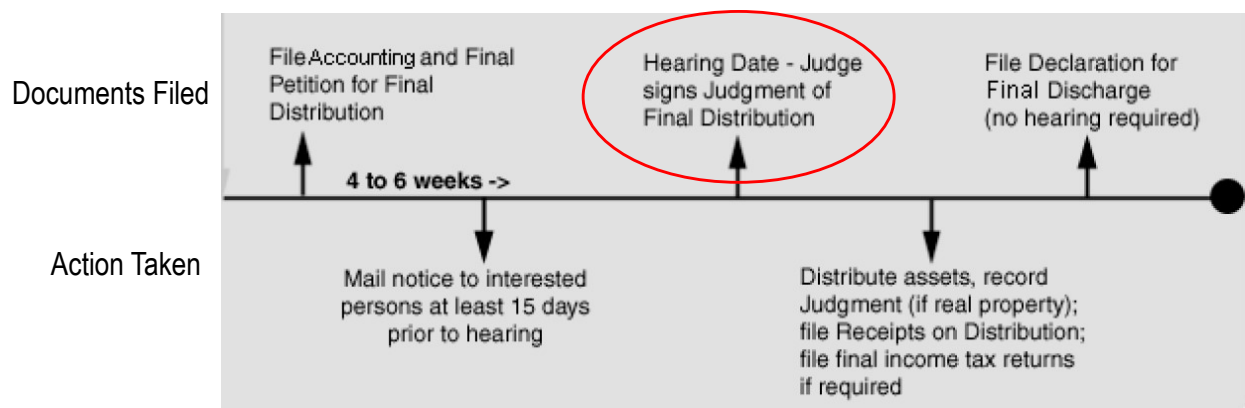 Documents Filed
File Accounting and Final
Petition for Final
Distribution
Hearing Date - Judge
signs Judgment of
Final Distribution
File Declaration for
Final Discharge
(no hearing required)
4 to 6 weeks ->
Action Taken
Mail notice to interested
persons at least 15 days
prior to hearing
Distribute assets, record
Judgment (if real property);
file Receipts on Distribution;
file final income tax returns
if required